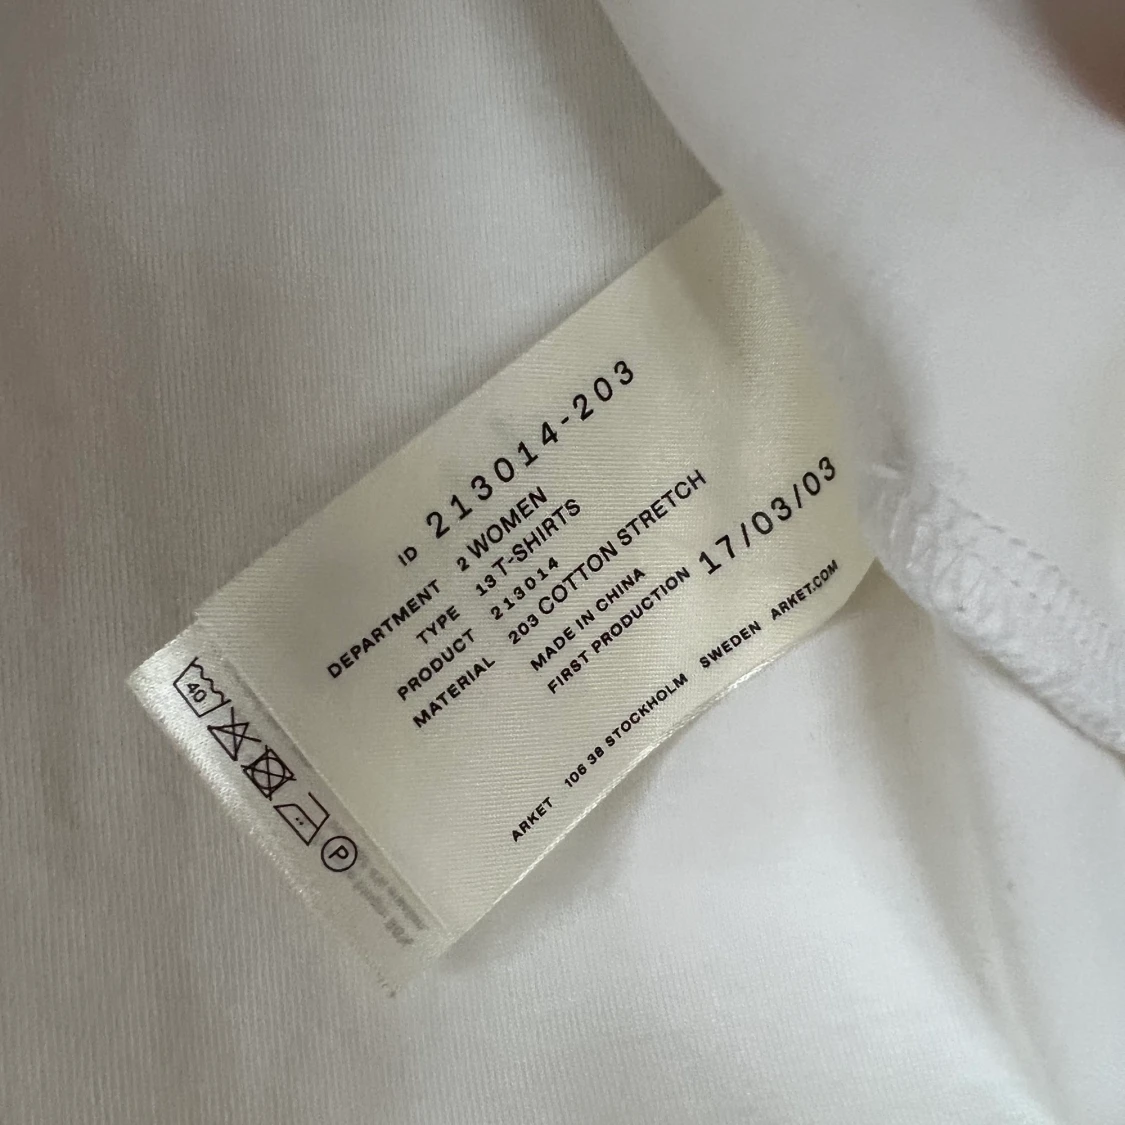 ID 213014-203
DEPARTMENT 2 WOMEN
TYPE 13 T-SHIRTS
PRODUCT 213014
MATERIAL 203 COTTON STRETCH
MADE IN CHINA
FIRST PRODUCTION 17/03/03
ARKET 106 38 STOCKHOLM SWEDEN ARKET.COM
40
P